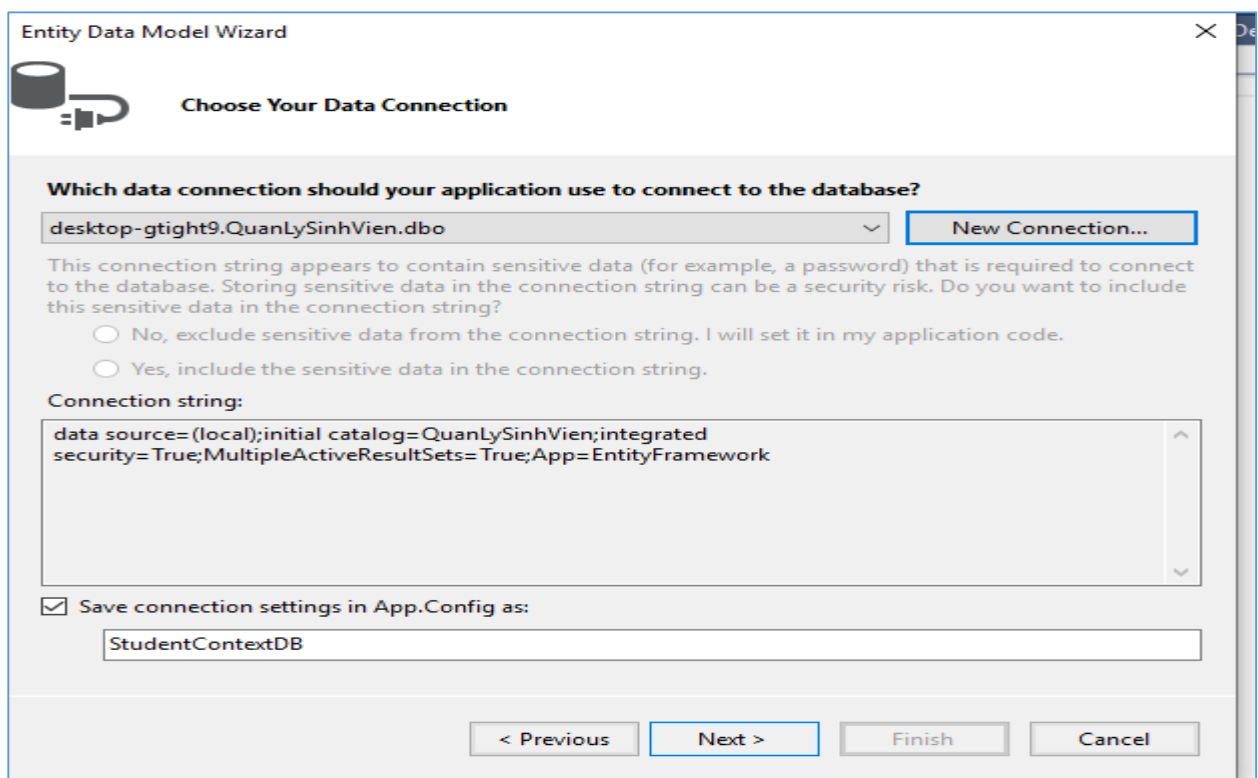 Entity Data Model Wizard
De
Choose Your Data Connection
Which data connection should your application use to connect to the database?
desktop-gtight9.QuanLySinhVien.dbo
New Connection...
This connection string appears to contain sensitive data (for example, a password) that is required to connect
to the database. Storing sensitive data in the connection string can be a security risk. Do you want to include
this sensitive data in the connection string?
No, exclude sensitive data from the connection string. I will set it in my application code.
Yes, include the sensitive data in the connection string.
Connection string:
data source=(local);initial catalog=QuanLySinhVien;integrated
security=True;MultipleActiveResultSets=True;App=EntityFramework
Save connection settings in App.Config as:
StudentContextDB
< Previous
Next >
Finish
Cancel